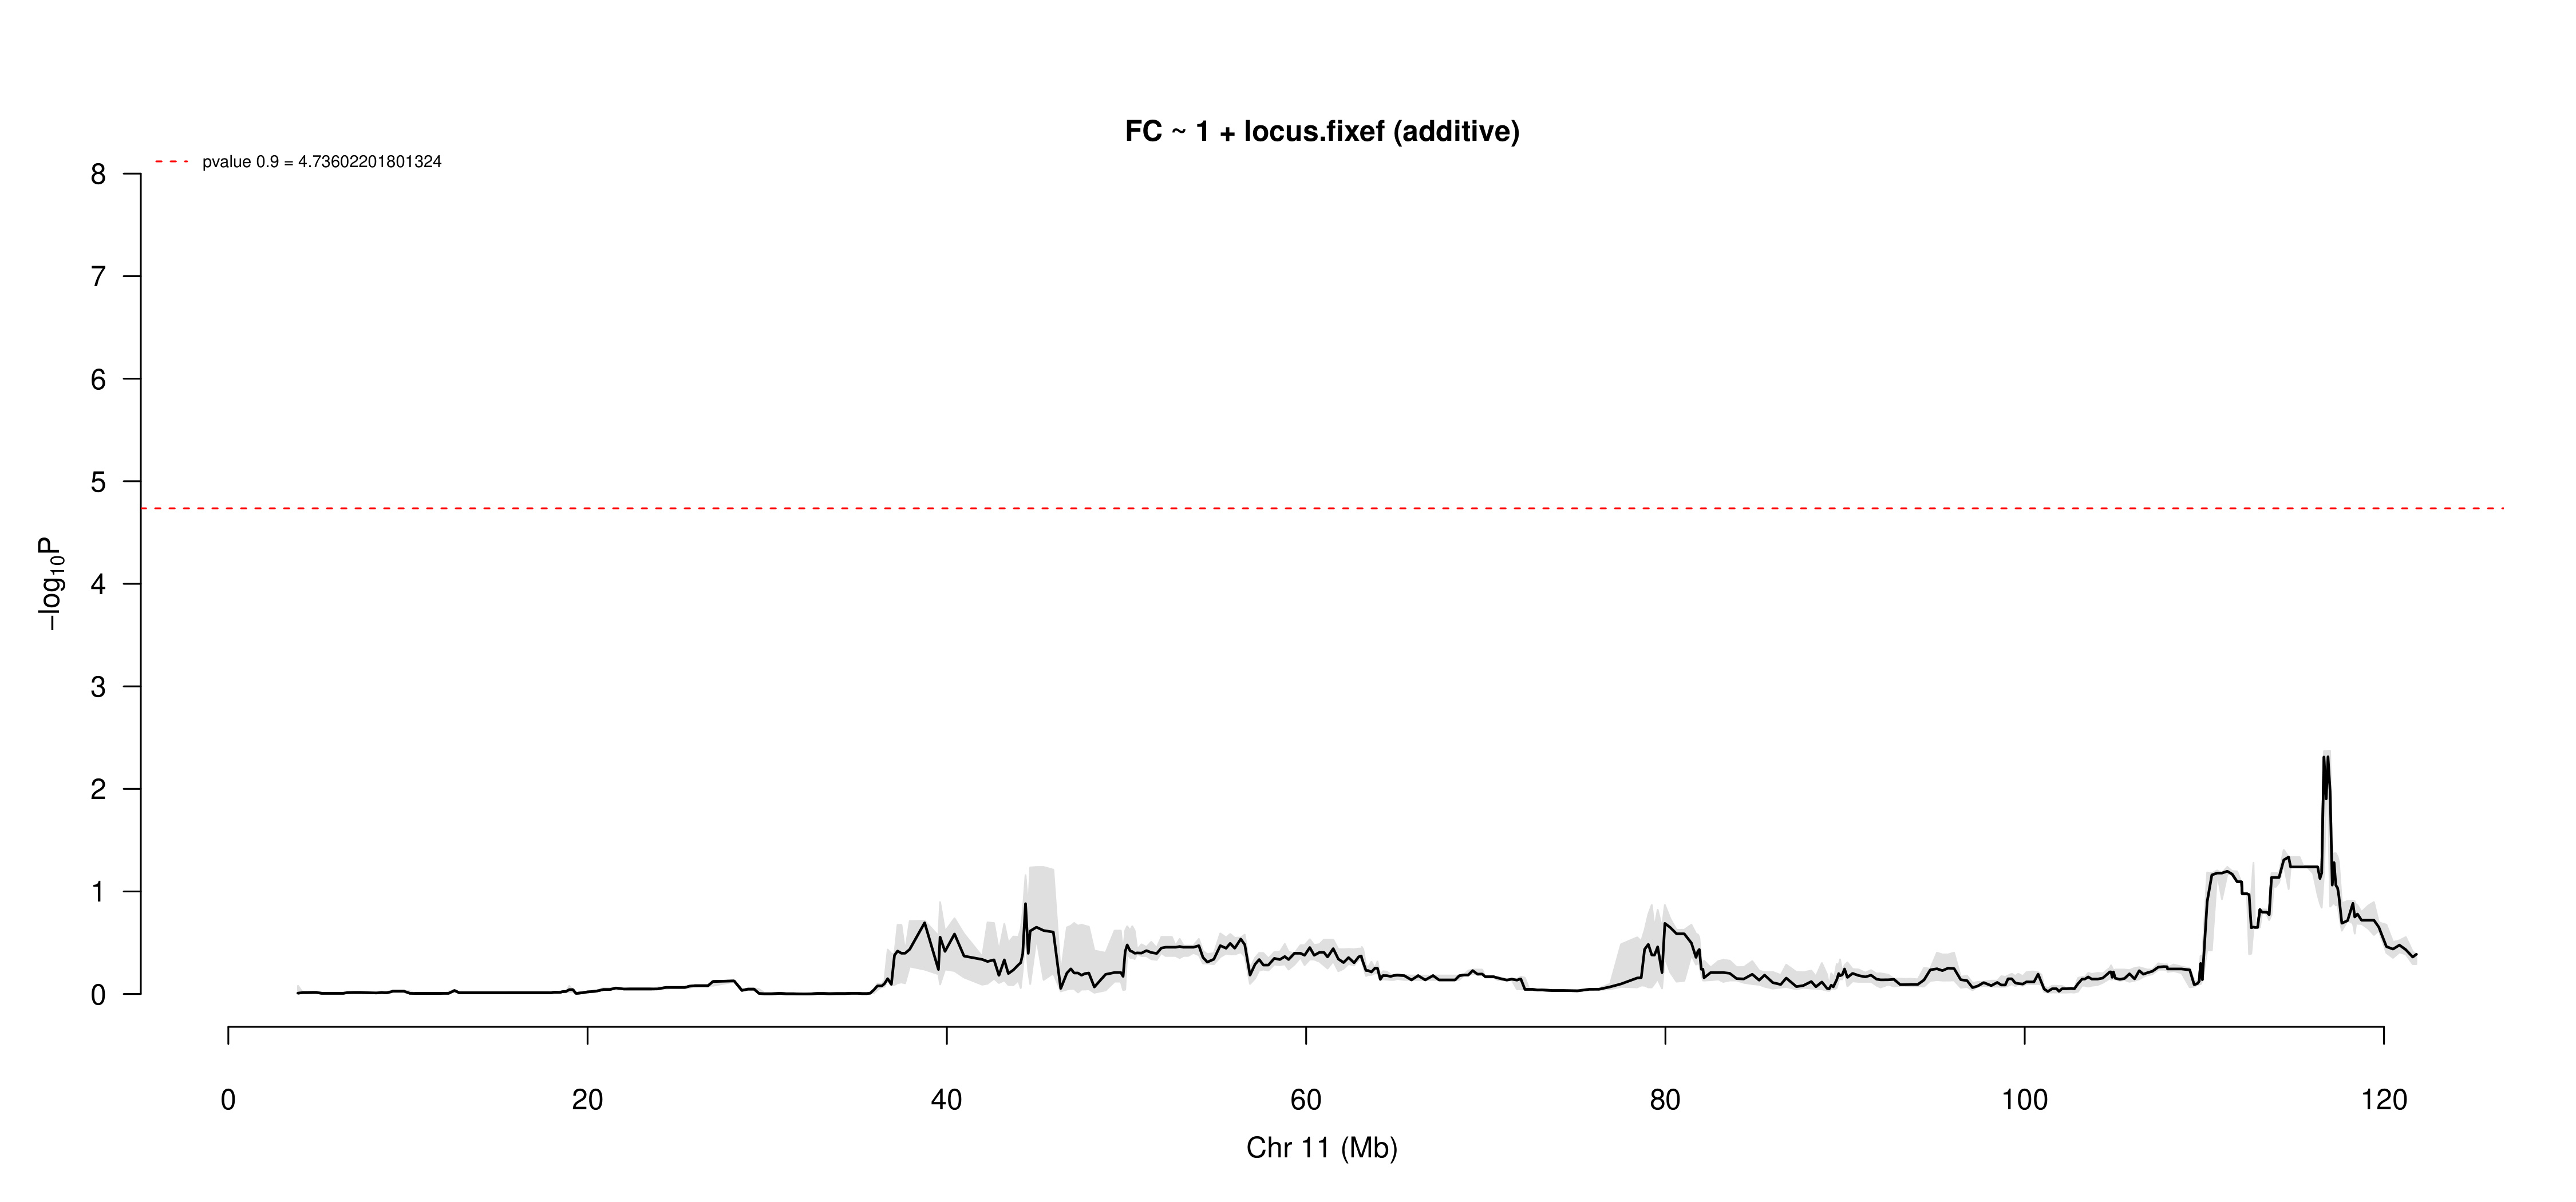 FC ~ 1 + locus.fixef (additive)
pvalue 0.9 = 4.73602201801324
8
7
6
5
4
3
2
1
0
−log10P
0 20 40 60 80 100 120
Chr 11 (Mb)